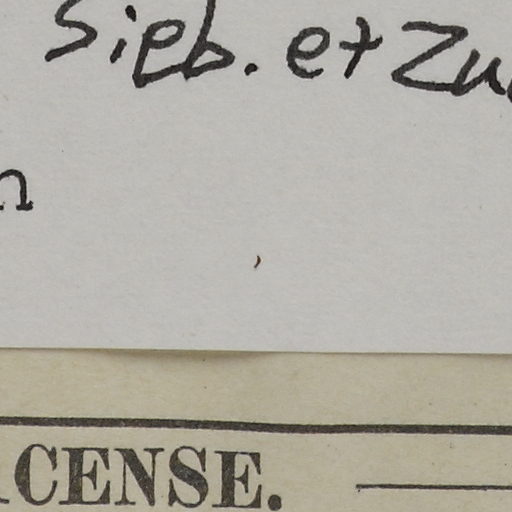 Sieb. et Zu
n
CENSE.